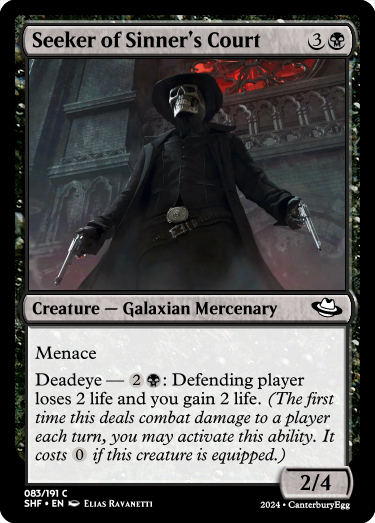 Seeker of Sinner's Court 3
Creature — Galaxian Mercenary
Menace
Deadeye — 2: Defending player
loses 2 life and you gain 2 life. (The first
time this deals combat damage to a player
each turn, you may activate this ability. It
costs 0 if this creature is equipped.)
2/4
083/191 C
SHF • EN Elias Ravanetti
2024 • CanterburyEgg